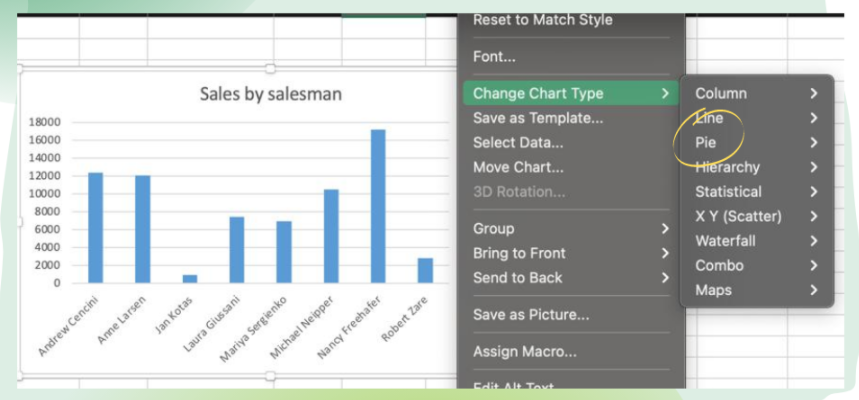 Sales by salesman
18000
16000
14000
12000
10000
8000
6000
4000
2000
0
Andrew Cencini
Anne Larsen
Jan Kotas
Laura Giussani
Mariya Sergienko
Michael Neipper
Nancy Freehafer
Robert Zare
Reset to Match Style
Font...
Change Chart Type
Save as Template...
Select Data...
Move Chart...
3D Rotation...
Group
Bring to Front
Send to Back
Save as Picture...
Assign Macro...
Edit Alt Text
Column
Line
Pie
Hierarchy
Statistical
X Y (Scatter)
Waterfall
Combo
Maps